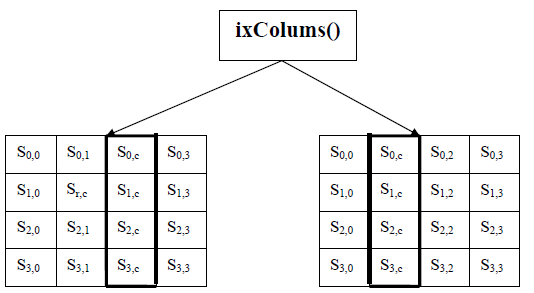 ixColums()
S0,0 S0,1 S0,c S0,3
S1,0 Sr,c S1,c S1,3
S2,0 S2,1 S2,c S2,3
S3,0 S3,1 S3,c S3,3
S0,0 S0,c S0,2 S0,3
S1,0 S1,c S1,2 S1,3
S2,0 S2,c S2,2 S2,3
S3,0 S3,c S3,2 S3,3